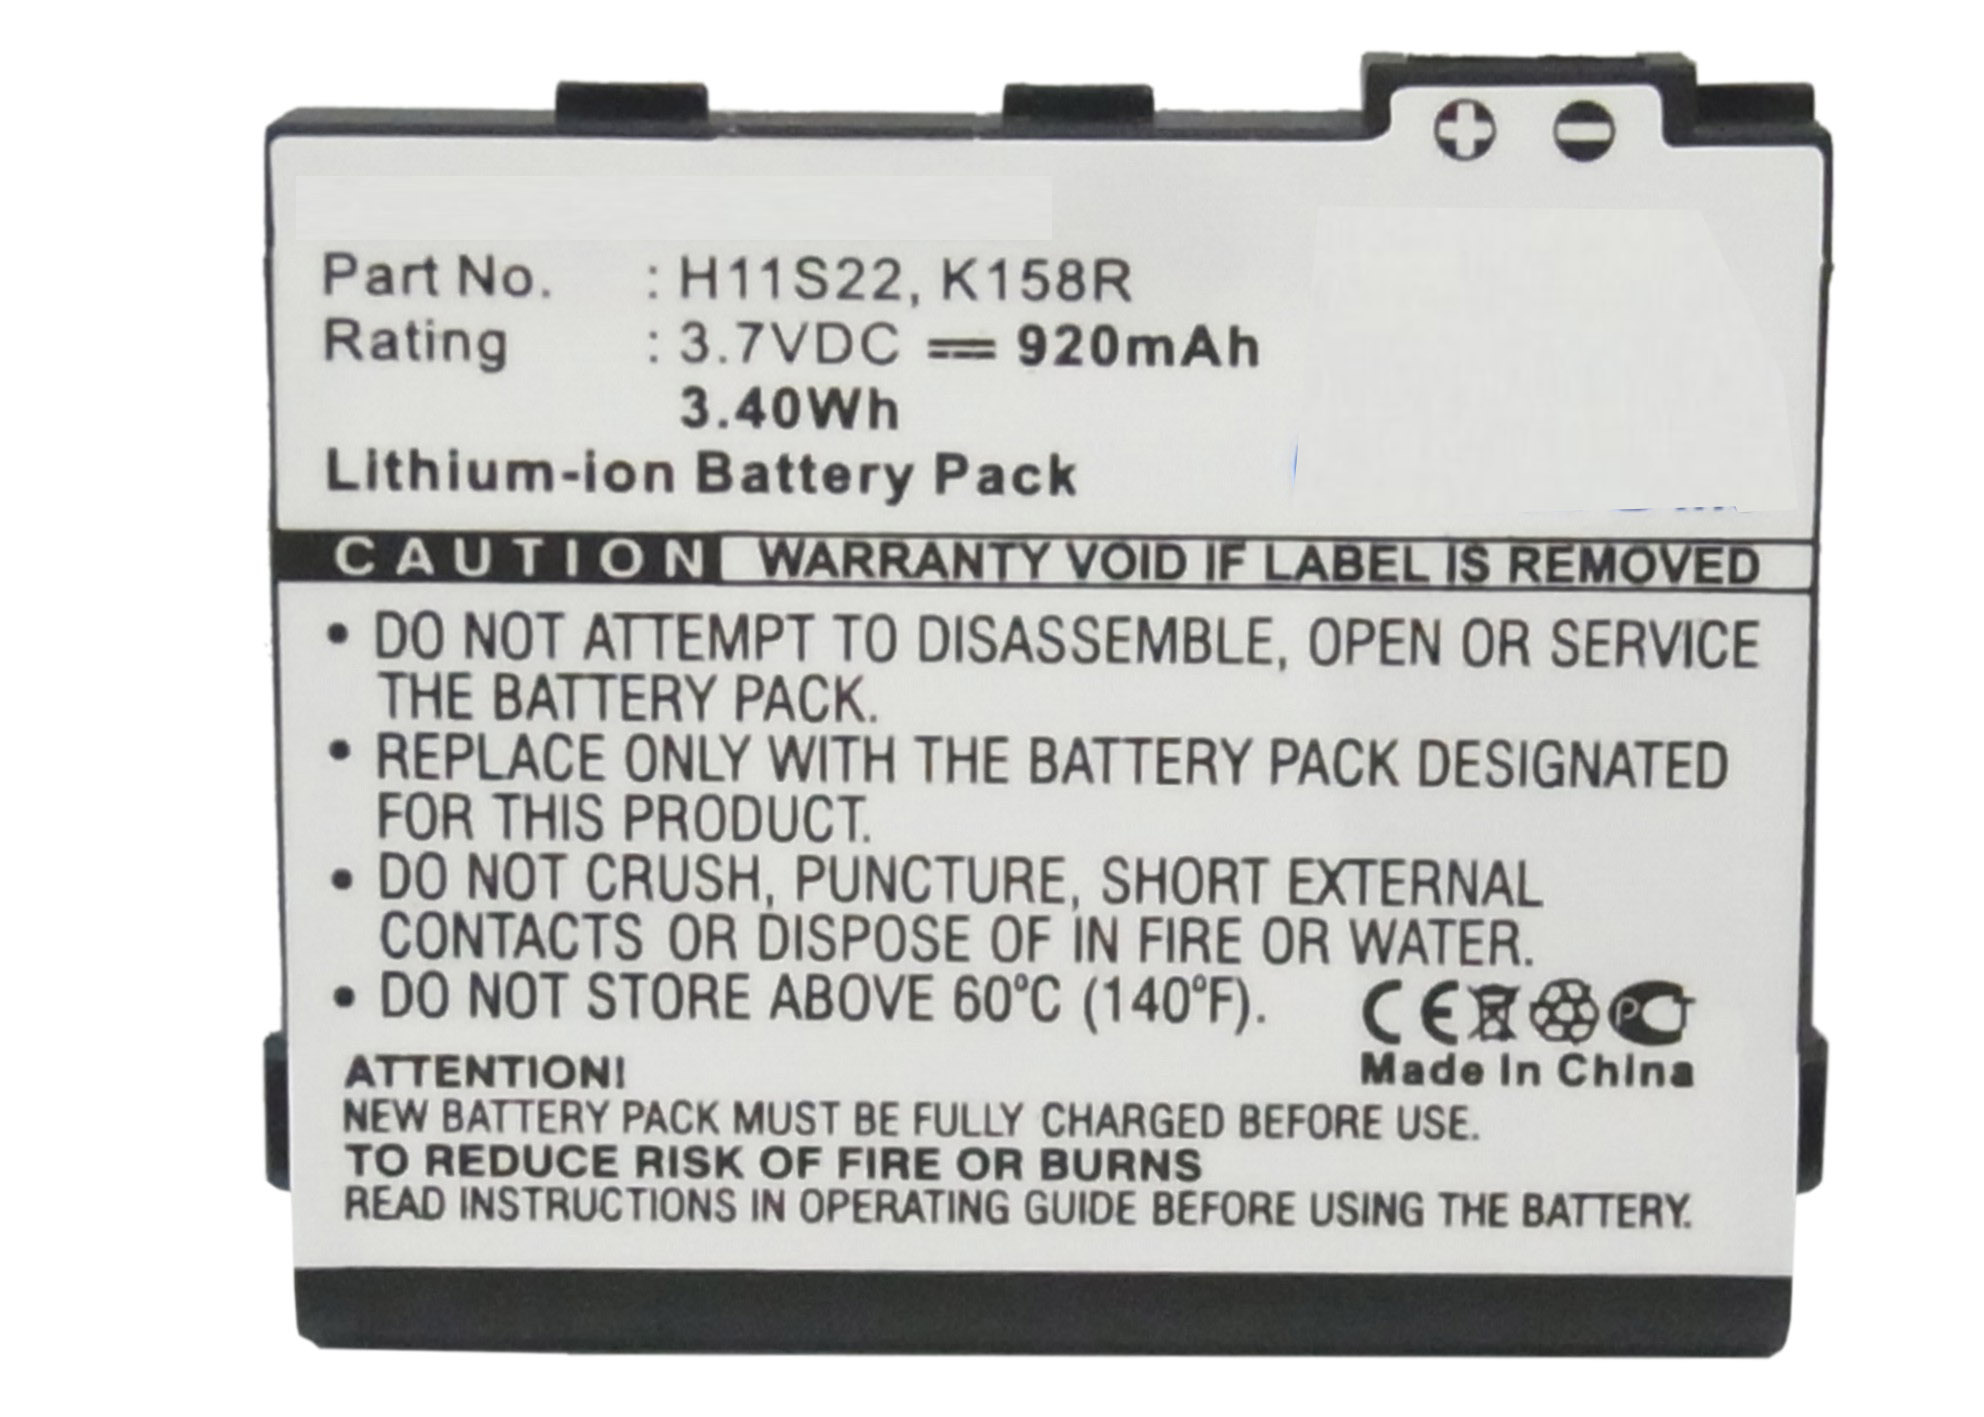 Part No. : H11S22, K158R
Rating : 3.7VDC 920mAh
3.40Wh
Lithium-ion Battery Pack
CAUTION WARRANTY VOID IF LABEL IS REMOVED
• DO NOT ATTEMPT TO DISASSEMBLE, OPEN OR SERVICE
THE BATTERY PACK.
• REPLACE ONLY WITH THE BATTERY PACK DESIGNATED
FOR THIS PRODUCT.
• DO NOT CRUSH, PUNCTURE, SHORT EXTERNAL
CONTACTS OR DISPOSE OF IN FIRE OR WATER.
• DO NOT STORE ABOVE 60°C (140°F).
CE PCT
Made In China
ATTENTION!
NEW BATTERY PACK MUST BE FULLY CHARGED BEFORE USE.
TO REDUCE RISK OF FIRE OR BURNS
READ INSTRUCTIONS IN OPERATING GUIDE BEFORE USING THE BATTERY.